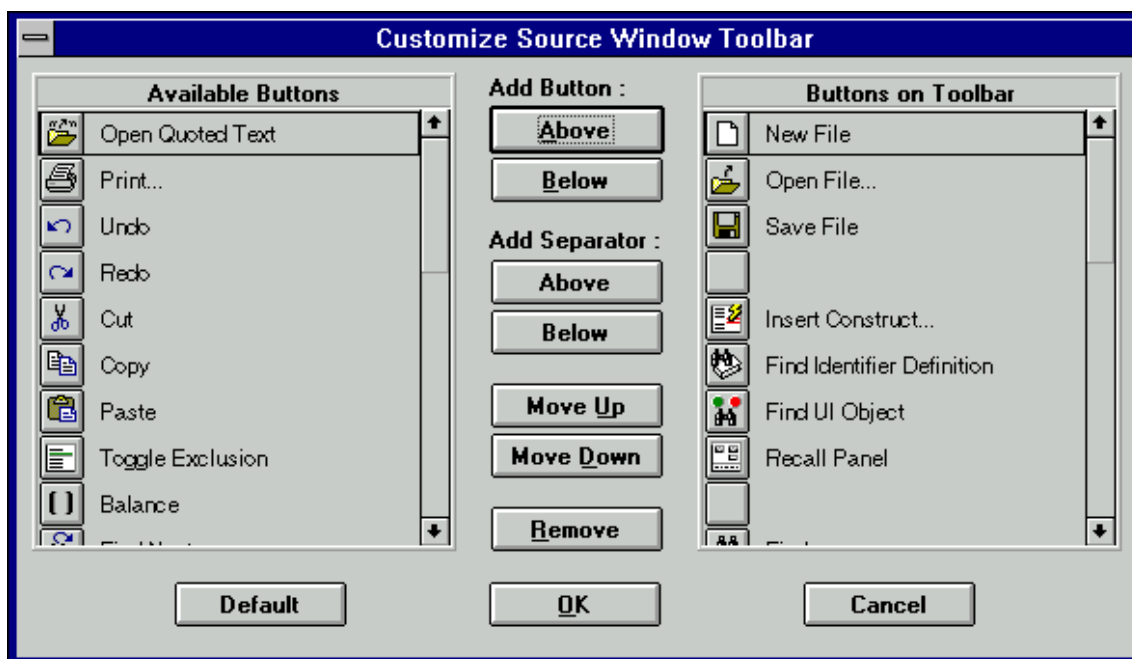 Customize Source Window Toolbar
Available Buttons
Open Quoted Text
Print...
Undo
Redo
Cut
Copy
Paste
Toggle Exclusion
Balance
Add Button :
Above
Below
Add Separator :
Above
Below
Move Up
Move Down
Remove
Buttons on Toolbar
New File
Open File...
Save File
Insert Construct...
Find Identifier Definition
Find UI Object
Recall Panel
Default
OK
Cancel